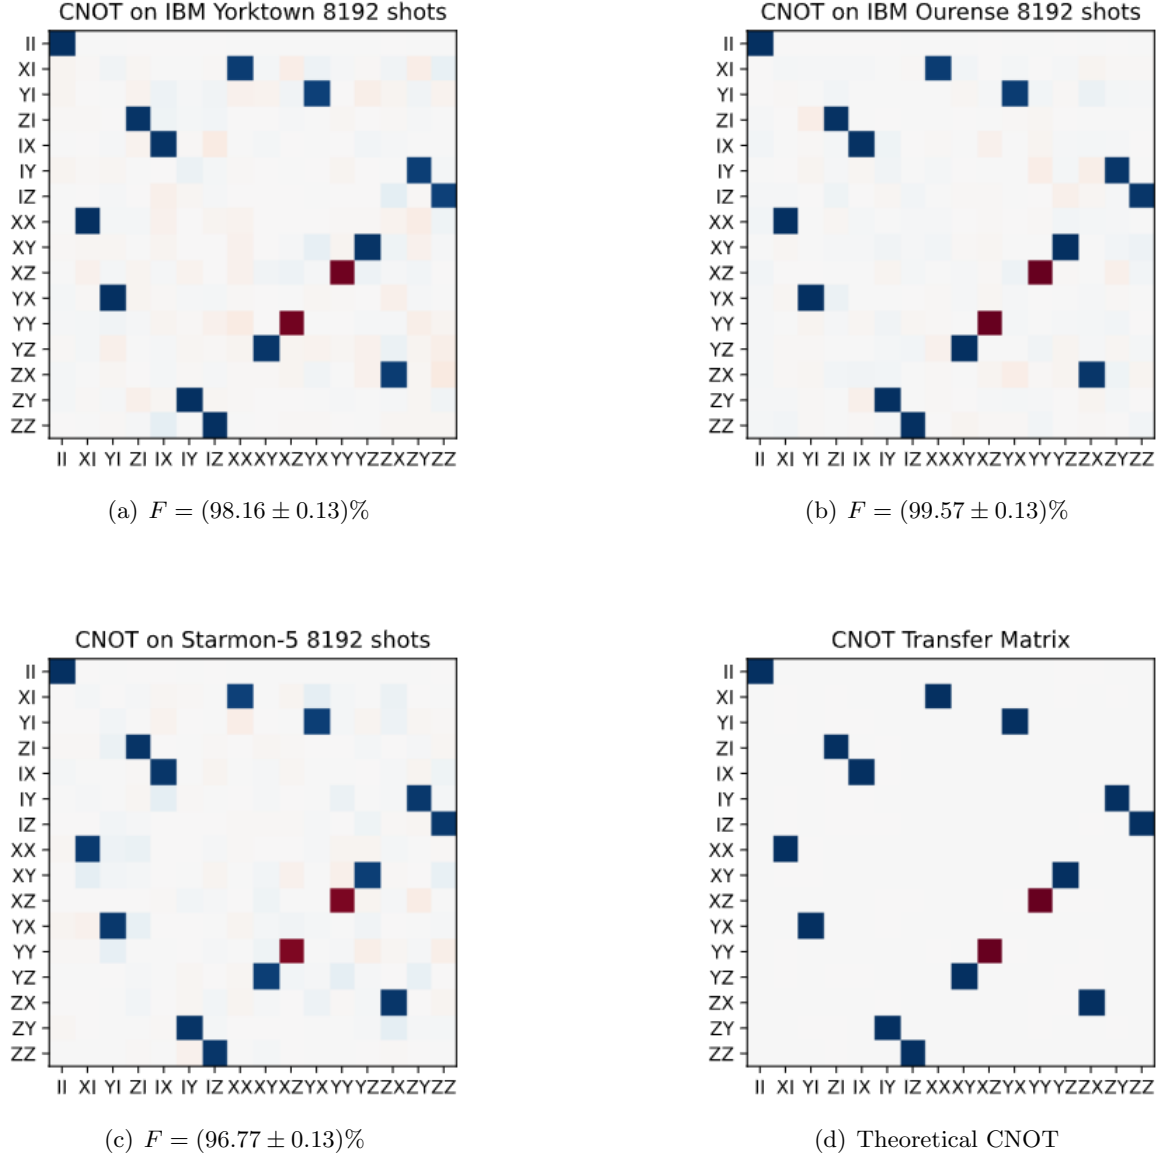 CNOT on IBM Yorktown 8192 shots
II
XI
YI
ZI
IX
IY
IZ
XX
XY
XZ
YX
YY
YZ
ZX
ZY
ZZ
II XI YI ZI IX IY IZ XX XY XZ YX YY YZ ZX ZY ZZ
(a) F = (98.16 ± 0.13)%
CNOT on IBM Ourense 8192 shots
II
XI
YI
ZI
IX
IY
IZ
XX
XY
XZ
YX
YY
YZ
ZX
ZY
ZZ
II XI YI ZI IX IY IZ XX XY XZ YX YY YZ ZX ZY ZZ
(b) F = (99.57 ± 0.13)%
CNOT on Starmon-5 8192 shots
II
XI
YI
ZI
IX
IY
IZ
XX
XY
XZ
YX
YY
YZ
ZX
ZY
ZZ
II XI YI ZI IX IY IZ XX XY XZ YX YY YZ ZX ZY ZZ
(c) F = (96.77 ± 0.13)%
CNOT Transfer Matrix
II
XI
YI
ZI
IX
IY
IZ
XX
XY
XZ
YX
YY
YZ
ZX
ZY
ZZ
II XI YI ZI IX IY IZ XX XY XZ YX YY YZ ZX ZY ZZ
(d) Theoretical CNOT